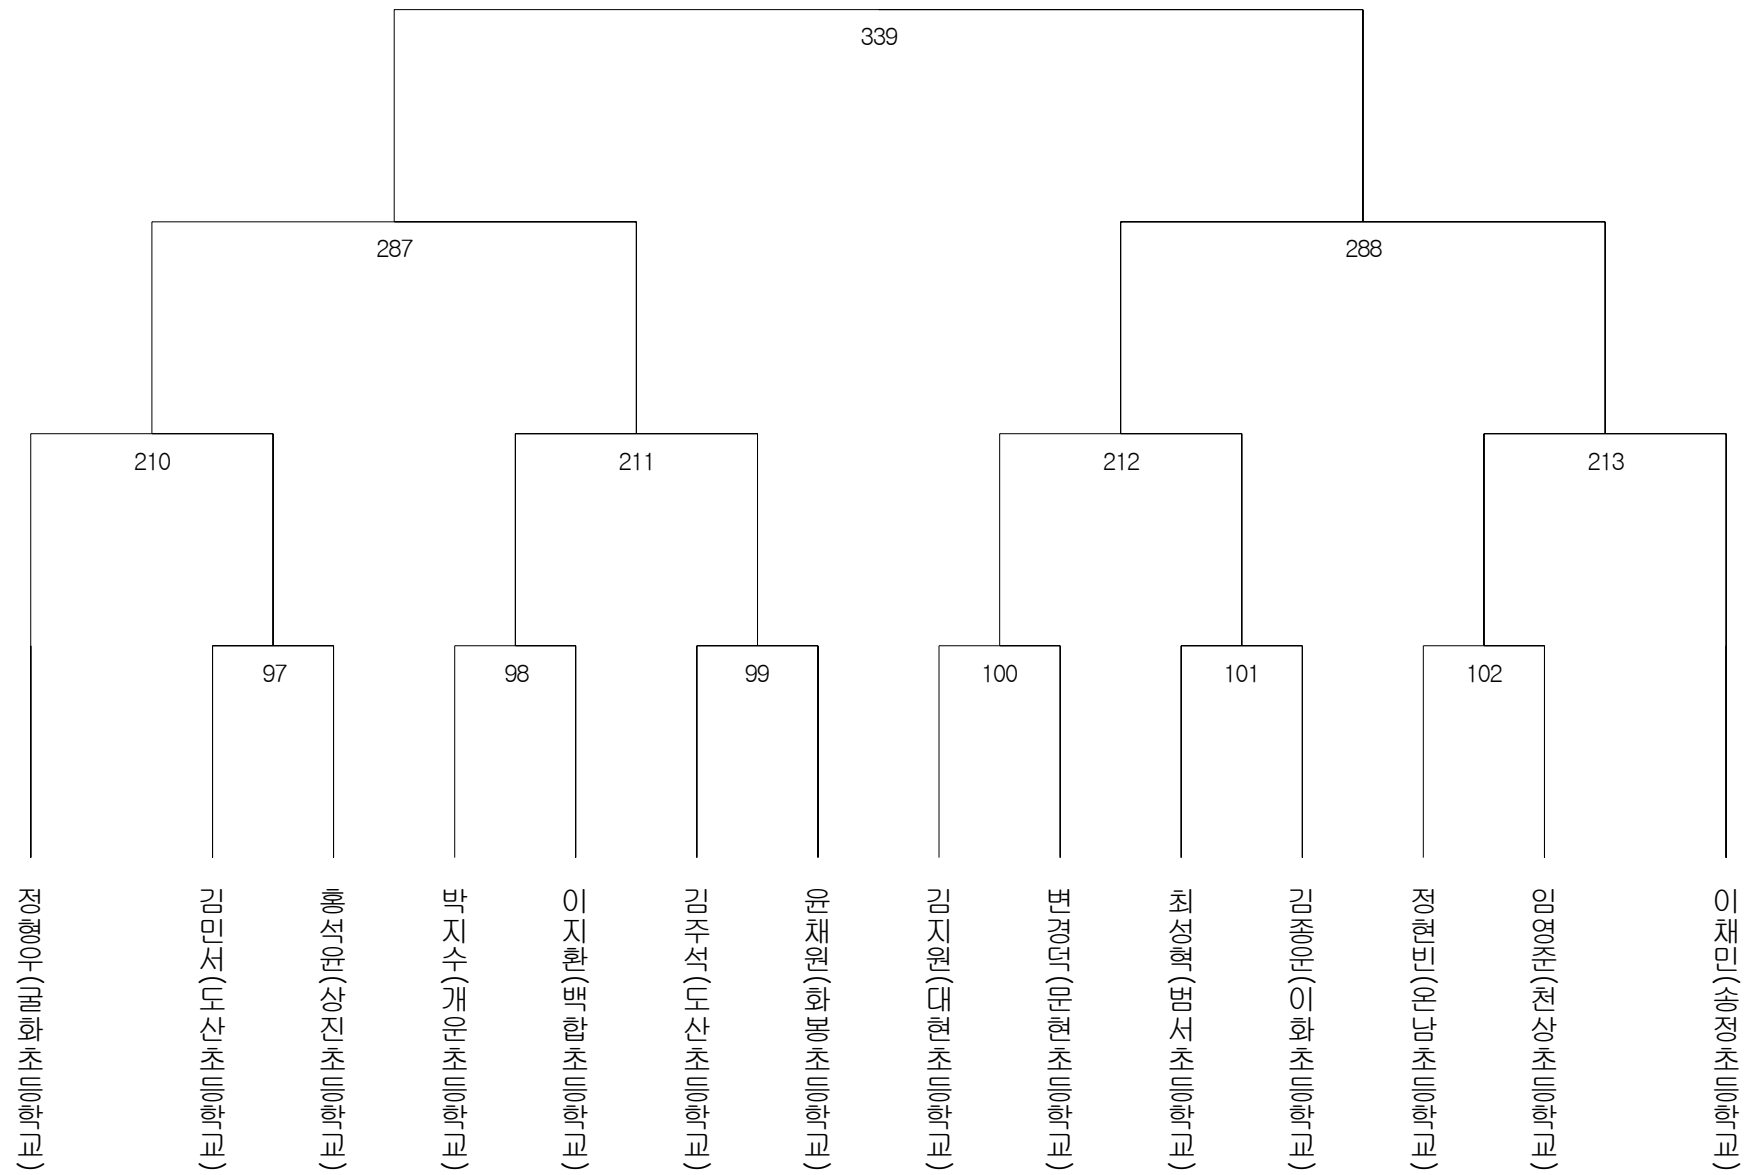 339
287
288
210
211
212
213
97
98
99
100
101
102
정형우(굴화초등학교)
김민서(도산초등학교)
홍석윤(상진초등학교)
박지수(개운초등학교)
이지환(백합초등학교)
김주석(도산초등학교)
윤채원(화봉초등학교)
김지원(대현초등학교)
변경덕(문현초등학교)
최성혁(범서초등학교)
김종운(이화초등학교)
정현빈(온남초등학교)
임영준(천상초등학교)
이채민(송정초등학교)